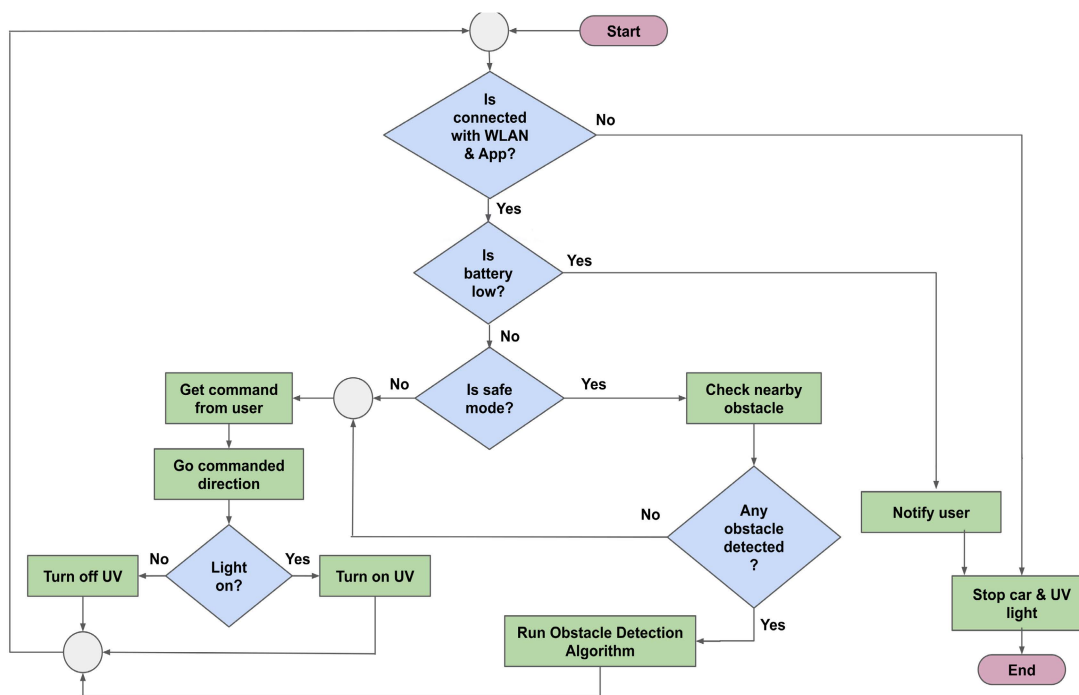 Start
Is
connected
with WLAN
& App?
No
Yes
Is
battery
low?
Yes
No
Is safe
mode?
No
Yes
Get command
from user
Check nearby
obstacle
Go commanded
direction
Any
obstacle
detected
?
No
Yes
Notify user
Light
on?
No
Yes
Turn off UV
Turn on UV
Stop car & UV
light
Run Obstacle Detection
Algorithm
End